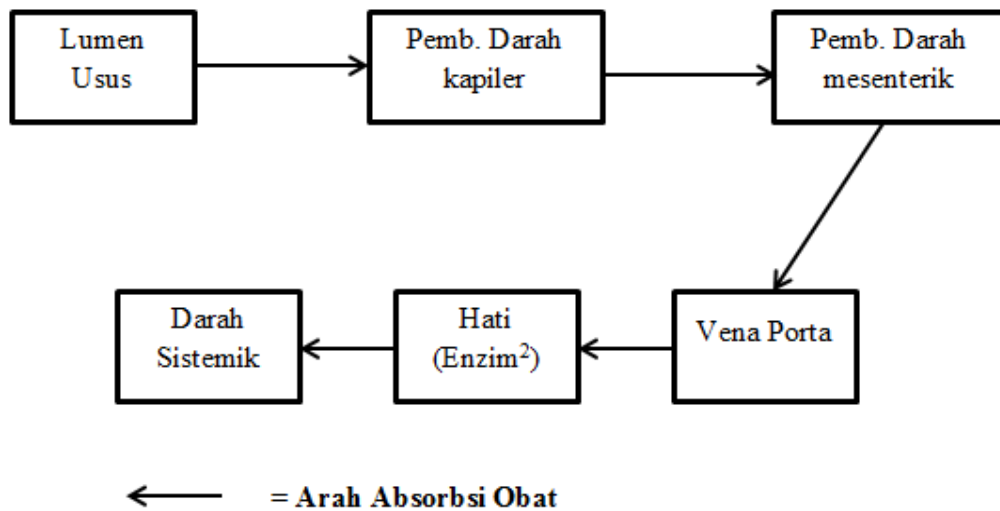 Lumen
Usus
Pemb. Darah
kapiler
Pemb. Darah
mesenterik
Vena Porta
Hati
(Enzim²)
Darah
Sistemik
= Arah Absorbsi Obat